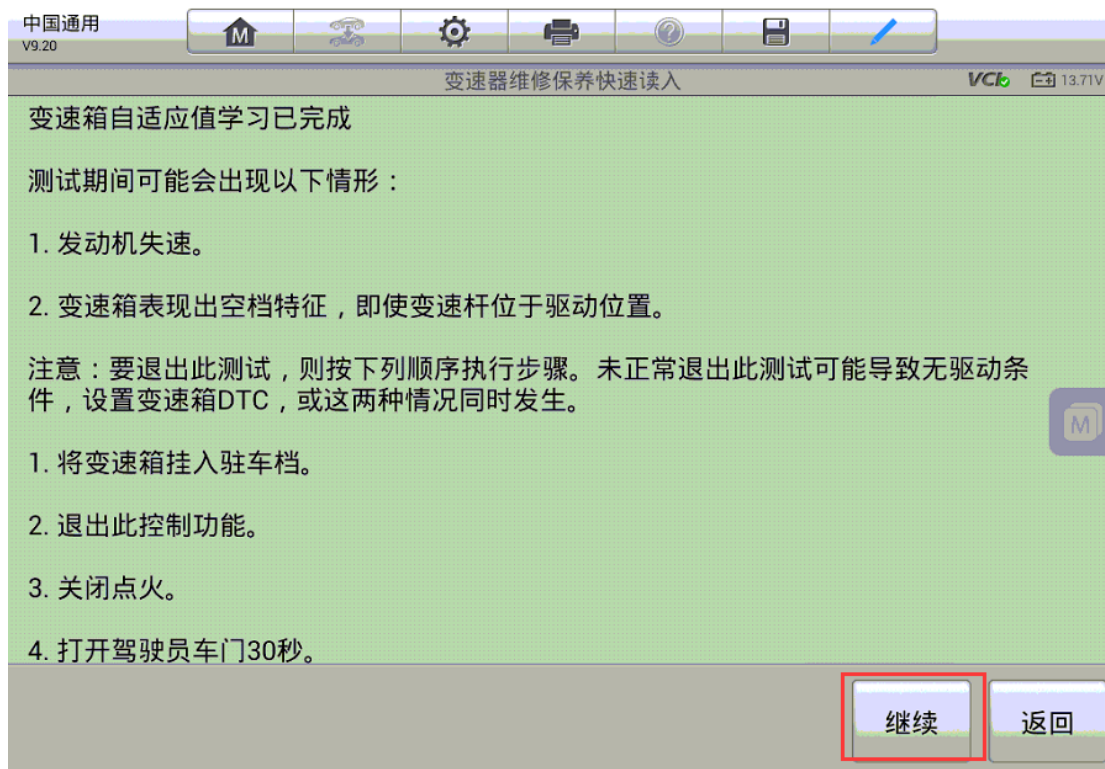 中国通用
V9.20
M
变速器维修保养快速读入
VCI
13.71V
变速箱自适应值学习已完成
测试期间可能会出现以下情形：
1. 发动机失速。
2. 变速箱表现出空档特征，即使变速杆位于驱动位置。
注意：要退出此测试，则按下列顺序执行步骤。未正常退出此测试可能导致无驱动条
件，设置变速箱DTC，或这两种情况同时发生。
M
1. 将变速箱挂入驻车档。
2. 退出此控制功能。
3. 关闭点火。
4. 打开驾驶员车门30秒。
继续
返回